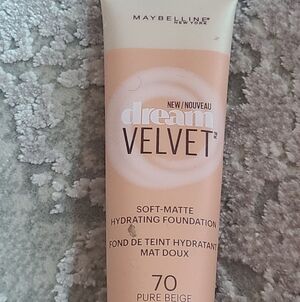 MAYBELLINE
NEW YORK
NEW/NOUVEAU
dream
VELVET™
SOFT-MATTE
HYDRATING FOUNDATION
FOND DE TEINT HYDRATANT
MAT DOUX
70
PURE BEIGE